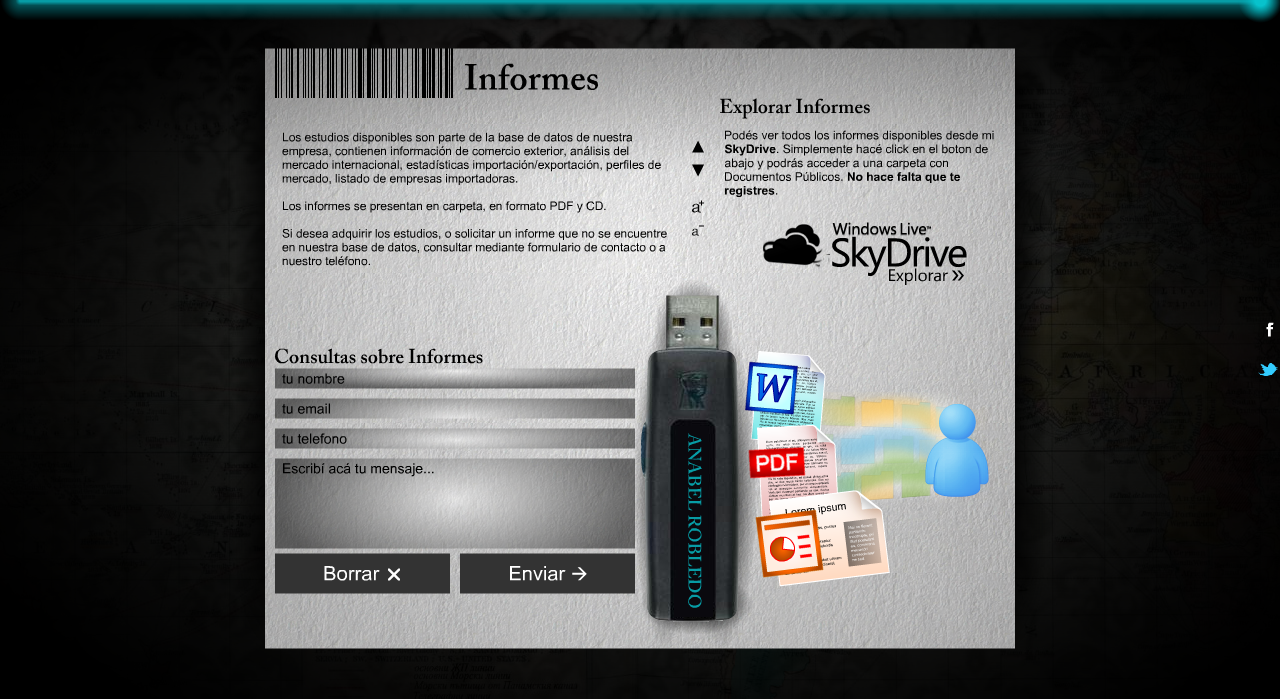 Informes
Los estudios disponibles son parte de la base de datos de nuestra
empresa, contienen información de comercio exterior, análisis del
mercado internacional, estadísticas importación/exportación, perfiles de
mercado, listado de empresas importadoras.
Los informes se presentan en carpeta, en formato PDF y CD.
Si desea adquirir los estudios, o solicitar un informe que no se encuentre
en nuestra base de datos, consultar mediante formulario de contacto o a
nuestro teléfono.
a+
a-
Explorar Informes
Podés ver todos los informes disponibles desde mi
SkyDrive. Simplemente hacé click en el boton de
abajo y podrás acceder a una carpeta con
Documentos Públicos. No hace falta que te
registres.
Windows Live™
SkyDrive
Explorar »
Consultas sobre Informes
tu nombre
tu email
tu telefono
Escribí acá tu mensaje...
Borrar
Enviar
ANABEL ROBLEDO
W
PDF
Lorem ipsum
f